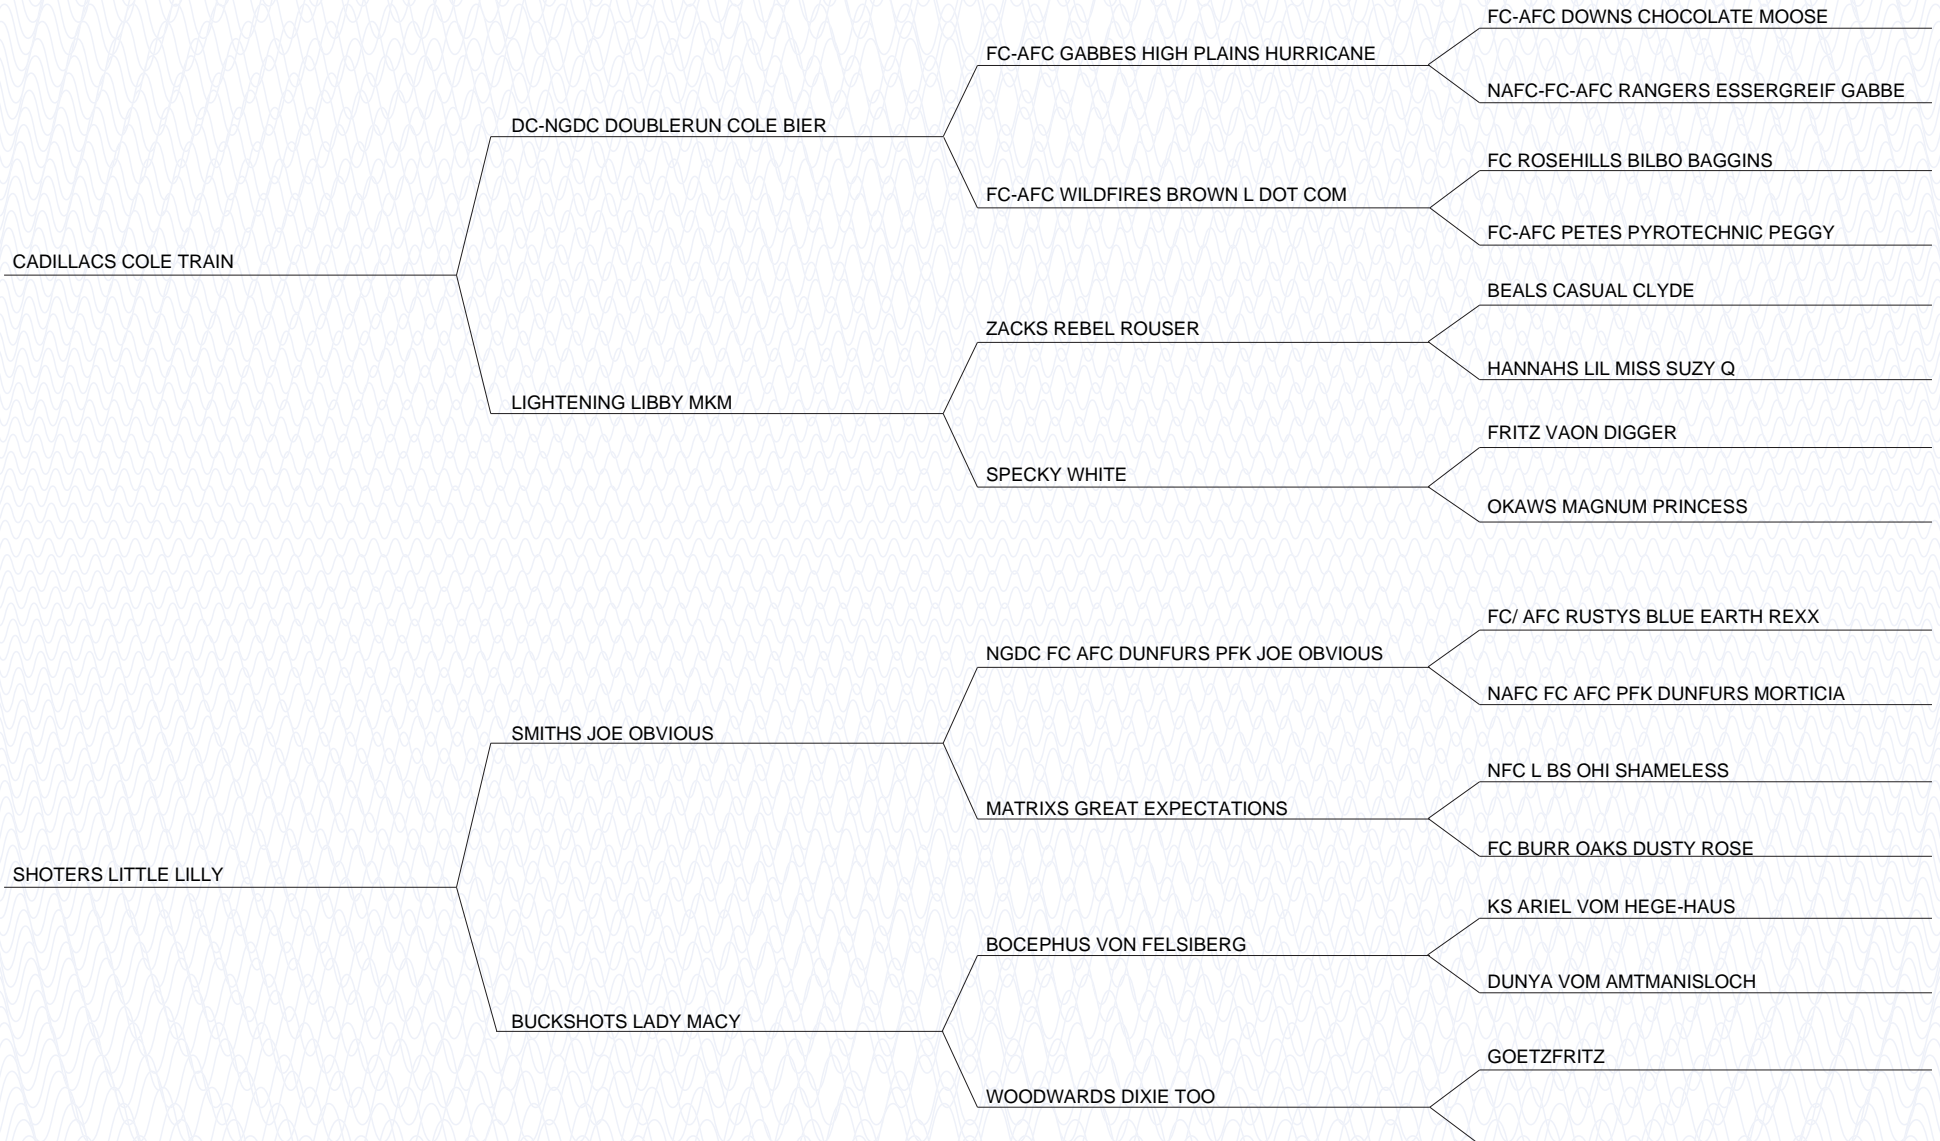 FC-AFC DOWNS CHOCOLATE MOOSE
FC-AFC GABBES HIGH PLAINS HURRICANE
NAFC-FC-AFC RANGERS ESSERGREIF GABBE
DC-NGDC DOUBLERUN COLE BIER
FC ROSEHILLS BILBO BAGGINS
FC-AFC WILDFIRES BROWN L DOT COM
FC-AFC PETES PYROTECHNIC PEGGY
CADILLACS COLE TRAIN
BEALS CASUAL CLYDE
ZACKS REBEL ROUSER
HANNAHS LIL MISS SUZY Q
LIGHTENING LIBBY MKM
FRITZ VAON DIGGER
SPECKY WHITE
OKAWS MAGNUM PRINCESS
FC/ AFC RUSTYS BLUE EARTH REXX
NGDC FC AFC DUNFURS PFK JOE OBVIOUS
NAFC FC AFC PFK DUNFURS MORTICIA
SMITHS JOE OBVIOUS
NFC L BS OHI SHAMELESS
MATRIXS GREAT EXPECTATIONS
FC BURR OAKS DUSTY ROSE
SHOTERS LITTLE LILLY
KS ARIEL VOM HEGE-HAUS
BOCEPHUS VON FELSIBERG
DUNYA VOM AMTMANISLOCH
BUCKSHOTS LADY MACY
GOETZFRITZ
WOODWARDS DIXIE TOO